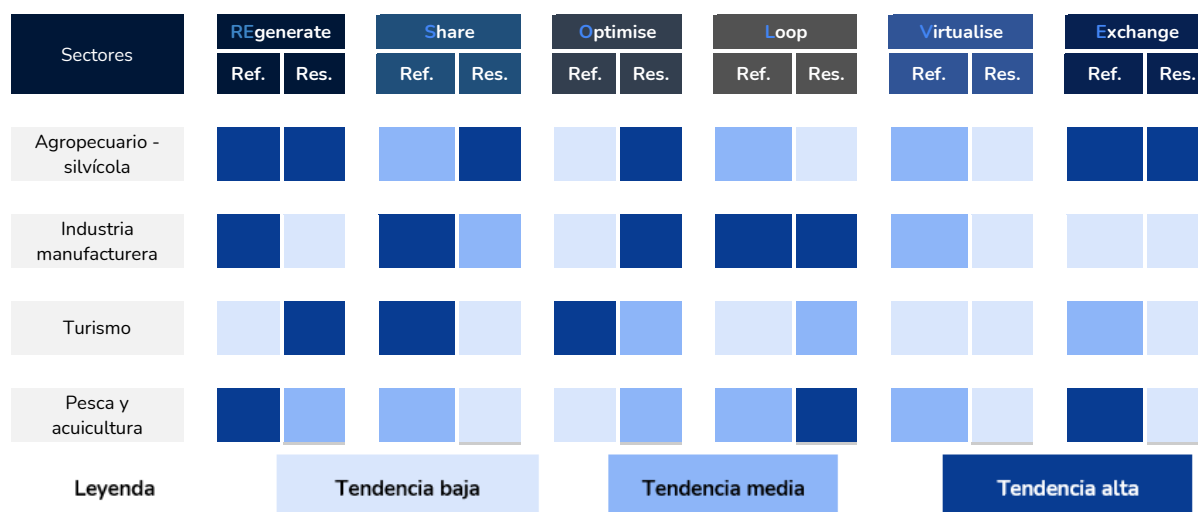 Sectores
REgenerate
Share
Optimise
Loop
Virtualise
Exchange
Ref. Res. Ref. Res. Ref. Res. Ref. Res. Ref. Res. Ref. Res.
Agropecuario -
silvícola
Industria
manufacturera
Turismo
Pesca y
acuicultura
Leyenda
Tendencia baja
Tendencia media
Tendencia alta